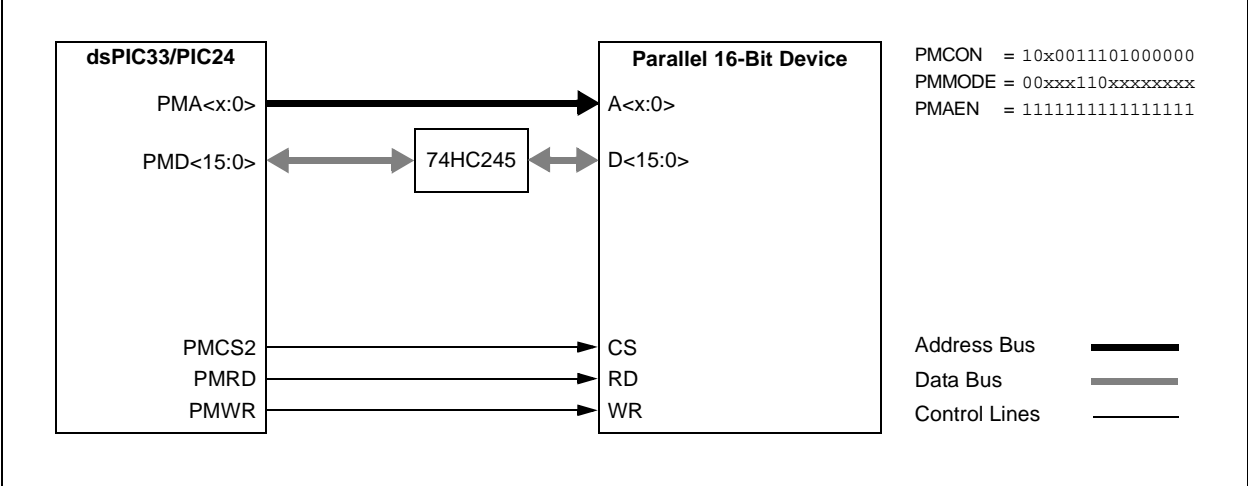 dsPIC33/PIC24
Parallel 16-Bit Device
PMCON = 10x0011101000000
PMMODE = 00xxx110xxxxxxxx
PMAEN = 1111111111111111
PMA<x:0>
A<x:0>
PMD<15:0>
74HC245
D<15:0>
PMCS2
CS
Address Bus
PMRD
RD
Data Bus
PMWR
WR
Control Lines